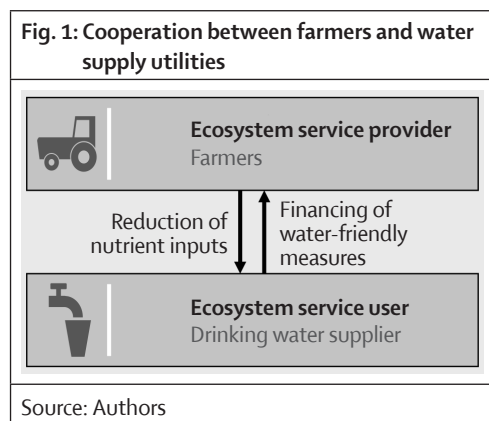 Fig. 1: Cooperation between farmers and water
supply utilities
Ecosystem service provider
Farmers
Reduction of
nutrient inputs
Financing of
water-friendly
measures
Ecosystem service user
Drinking water supplier
Source: Authors